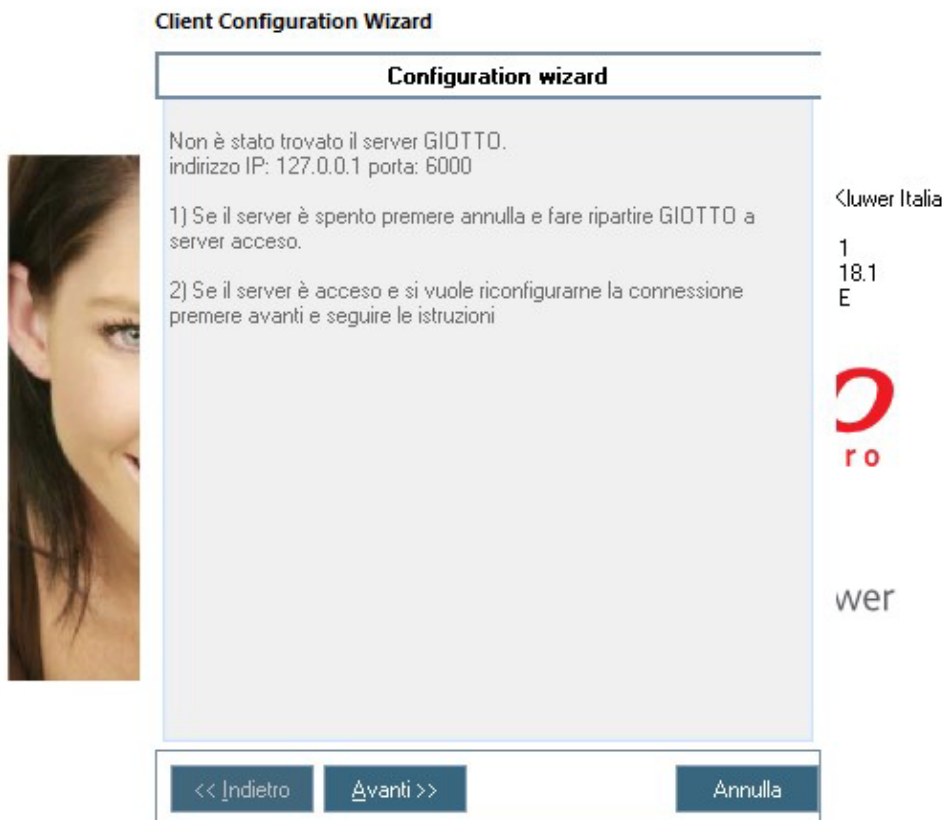 Client Configuration Wizard
Configuration wizard
Non è stato trovato il server GIOTTO.
indirizzo IP: 127.0.0.1 porta: 6000
1) Se il server è spento premere annulla e fare ripartire GIOTTO a
server acceso.
2) Se il server è acceso e si vuole riconfigurarne la connessione
premere avanti e seguire le istruzioni
Kluwer Italia
1
18.1
E
o
ro
wer
<< Indietro
Avanti >>
Annulla